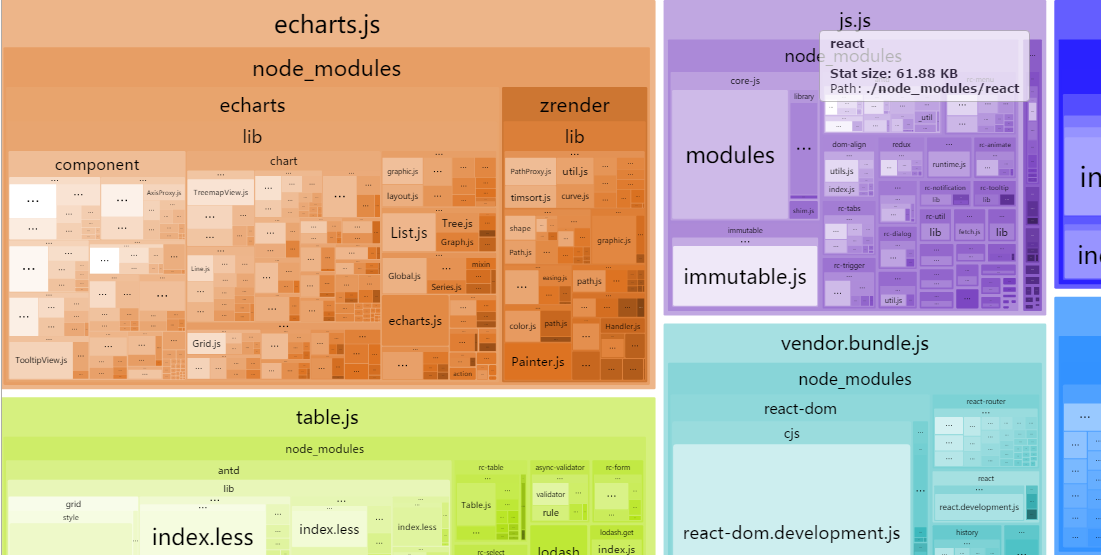 echarts.js
node_modules
echarts
lib
component
AxisProxy.js
TooltipView.js
chart
TreemapView.js
Line.js
Grid.js
graphic.js
layout.js
List.js
Tree.js
Graph.js
Global.js
mixin
Series.js
echarts.js
action
zrender
lib
PathProxy.js
util.js
timsort.js
curve.js
shape
Path.js
graphic.js
easing.js
path.js
color.js
path.js
Handler.js
Painter.js
js.js
node_modules
react
Stat size: 61.88 KB
Path: ./node_modules/react
core-js
library
modules
...
shim.js
_util
immutable
...
immutable.js
dom-align
utils.js
index.js
redux
runtime.js
rc-animate
rc-notification
lib
rc-tooltip
lib
rc-tabs
rc-util
lib
fetch.js
lib
rc-dialog
rc-trigger
util.js
table.js
node_modules
antd
lib
grid
style
index.less
index.less
index.less
rc-table
Table.js
rc-select
async-validator
validator
rule
lodash
rc-form
lodash.get
index.js
vendor.bundle.js
node_modules
react-dom
cjs
react-dom.development.js
react-router
react
react.development.js
history